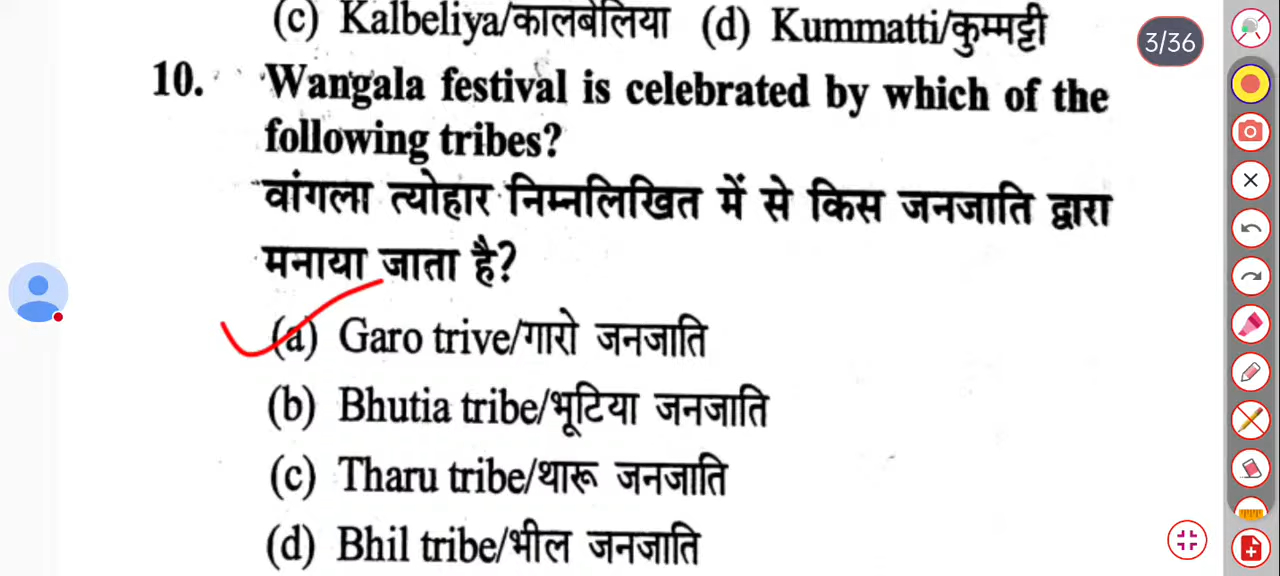 (c) Kalbeliya/कालबेलिया (d) Kummatti/कुम्मट्टी
3/36
10. Wangala festival is celebrated by which of the
following tribes?
वांगला त्योहार निम्नलिखित में से किस जनजाति द्वारा
मनाया जाता है?
(a) Garo trive/गारो जनजाति
(b) Bhutia tribe/भूटिया जनजाति
(c) Tharu tribe/थारू जनजाति
(d) Bhil tribe/भील जनजाति